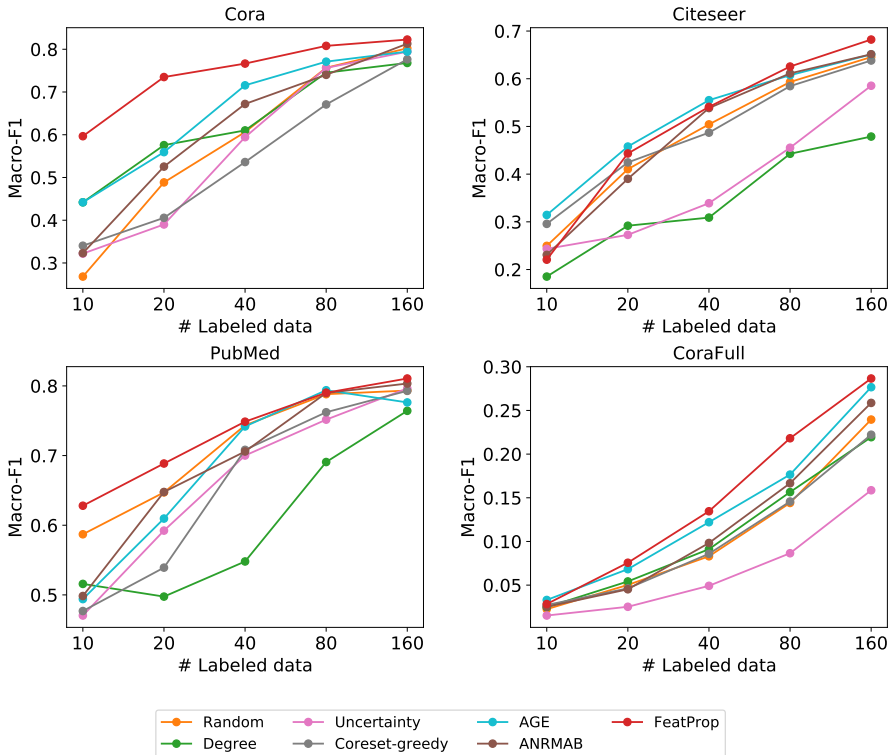 Cora
Macro-F1
0.8
0.7
0.6
0.5
0.4
0.3
10 20 40 80 160
# Labeled data
Citeseer
Macro-F1
0.7
0.6
0.5
0.4
0.3
0.2
10 20 40 80 160
# Labeled data
PubMed
Macro-F1
0.8
0.7
0.6
0.5
10 20 40 80 160
# Labeled data
CoraFull
Macro-F1
0.30
0.25
0.20
0.15
0.10
0.05
10 20 40 80 160
# Labeled data
Random Uncertainty AGE FeatProp
Degree Coreset-greedy ANRMAB